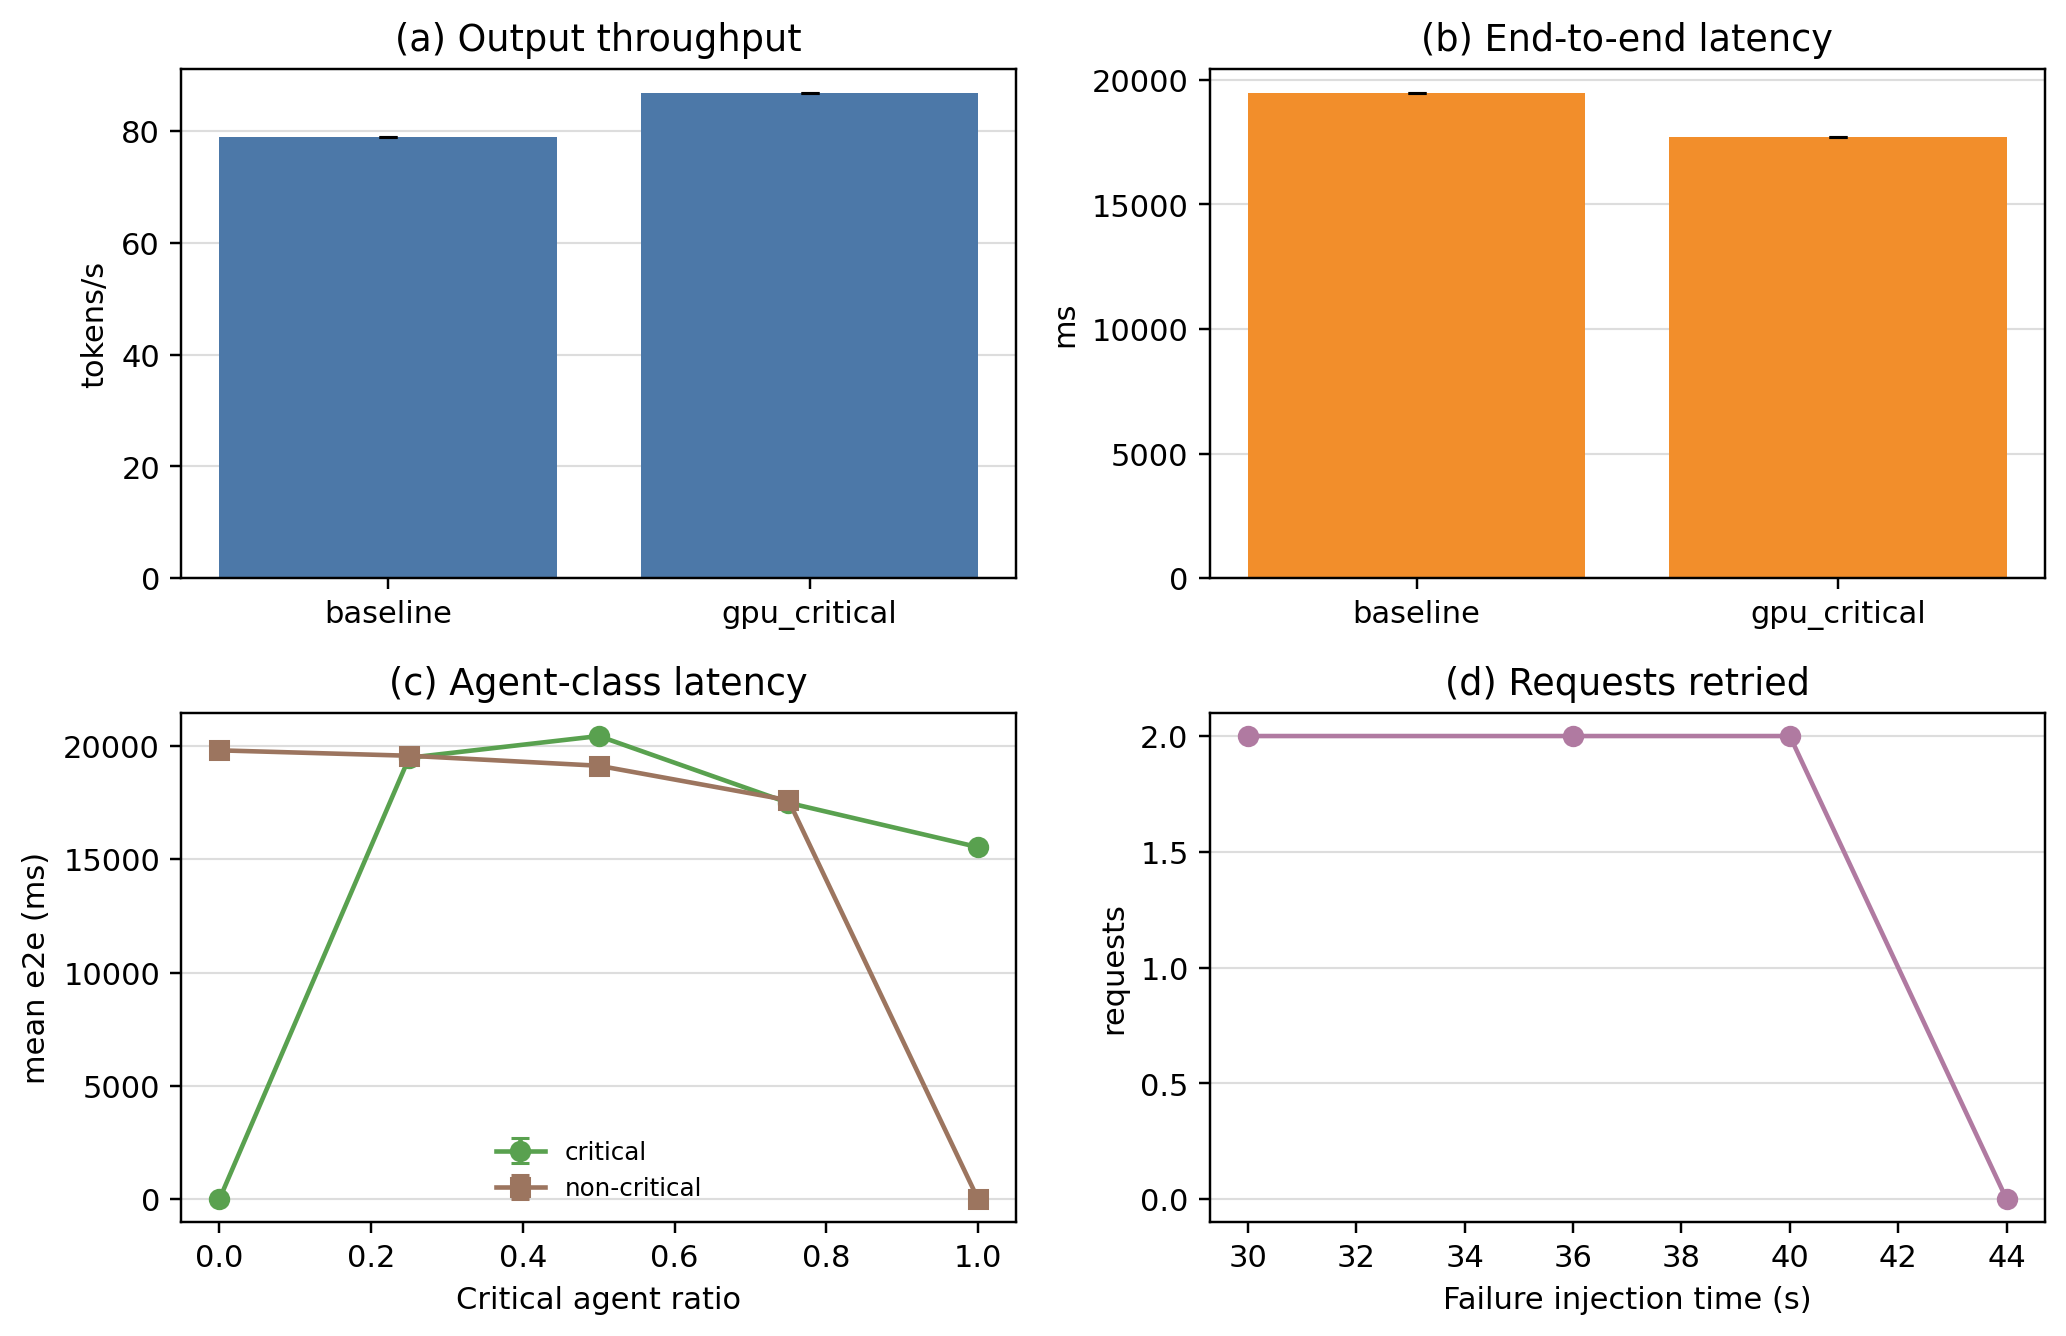 (a) Output throughput
tokens/s
80
60
40
20
0
baseline
gpu_critical
(b) End-to-end latency
ms
20000
15000
10000
5000
0
baseline
gpu_critical
(c) Agent-class latency
mean e2e (ms)
20000
15000
10000
5000
0
critical
non-critical
0.0
0.2
0.4
0.6
0.8
1.0
Critical agent ratio
(d) Requests retried
requests
2.0
1.5
1.0
0.5
0.0
30
32
34
36
38
40
42
44
Failure injection time (s)